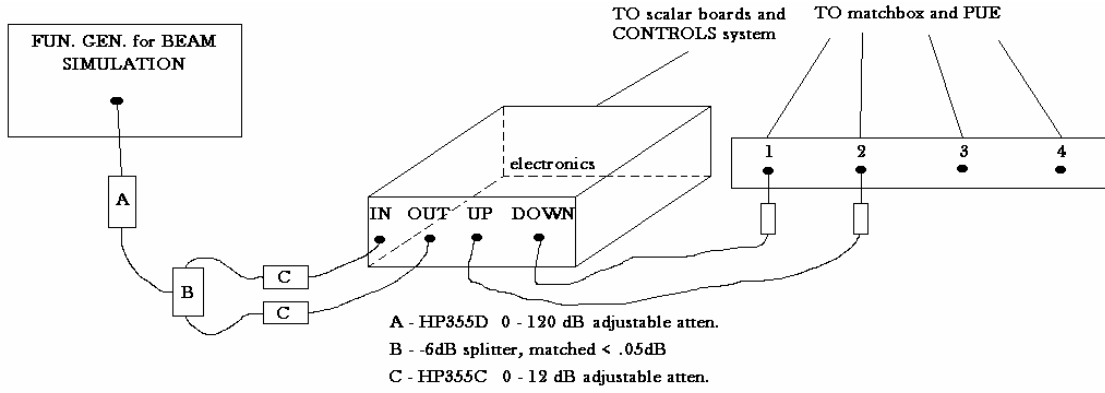 TO scalar boards and
CONTROLS system
TO matchbox and PUE
FUN. GEN. for BEAM
SIMULATION
1 2 3 4
electronics
A
IN OUT UP DOWN
B
C
C
A - HP355D 0 - 120 dB adjustable atten.
B - -6dB splitter, matched < .05dB
C - HP355C 0 - 12 dB adjustable atten.